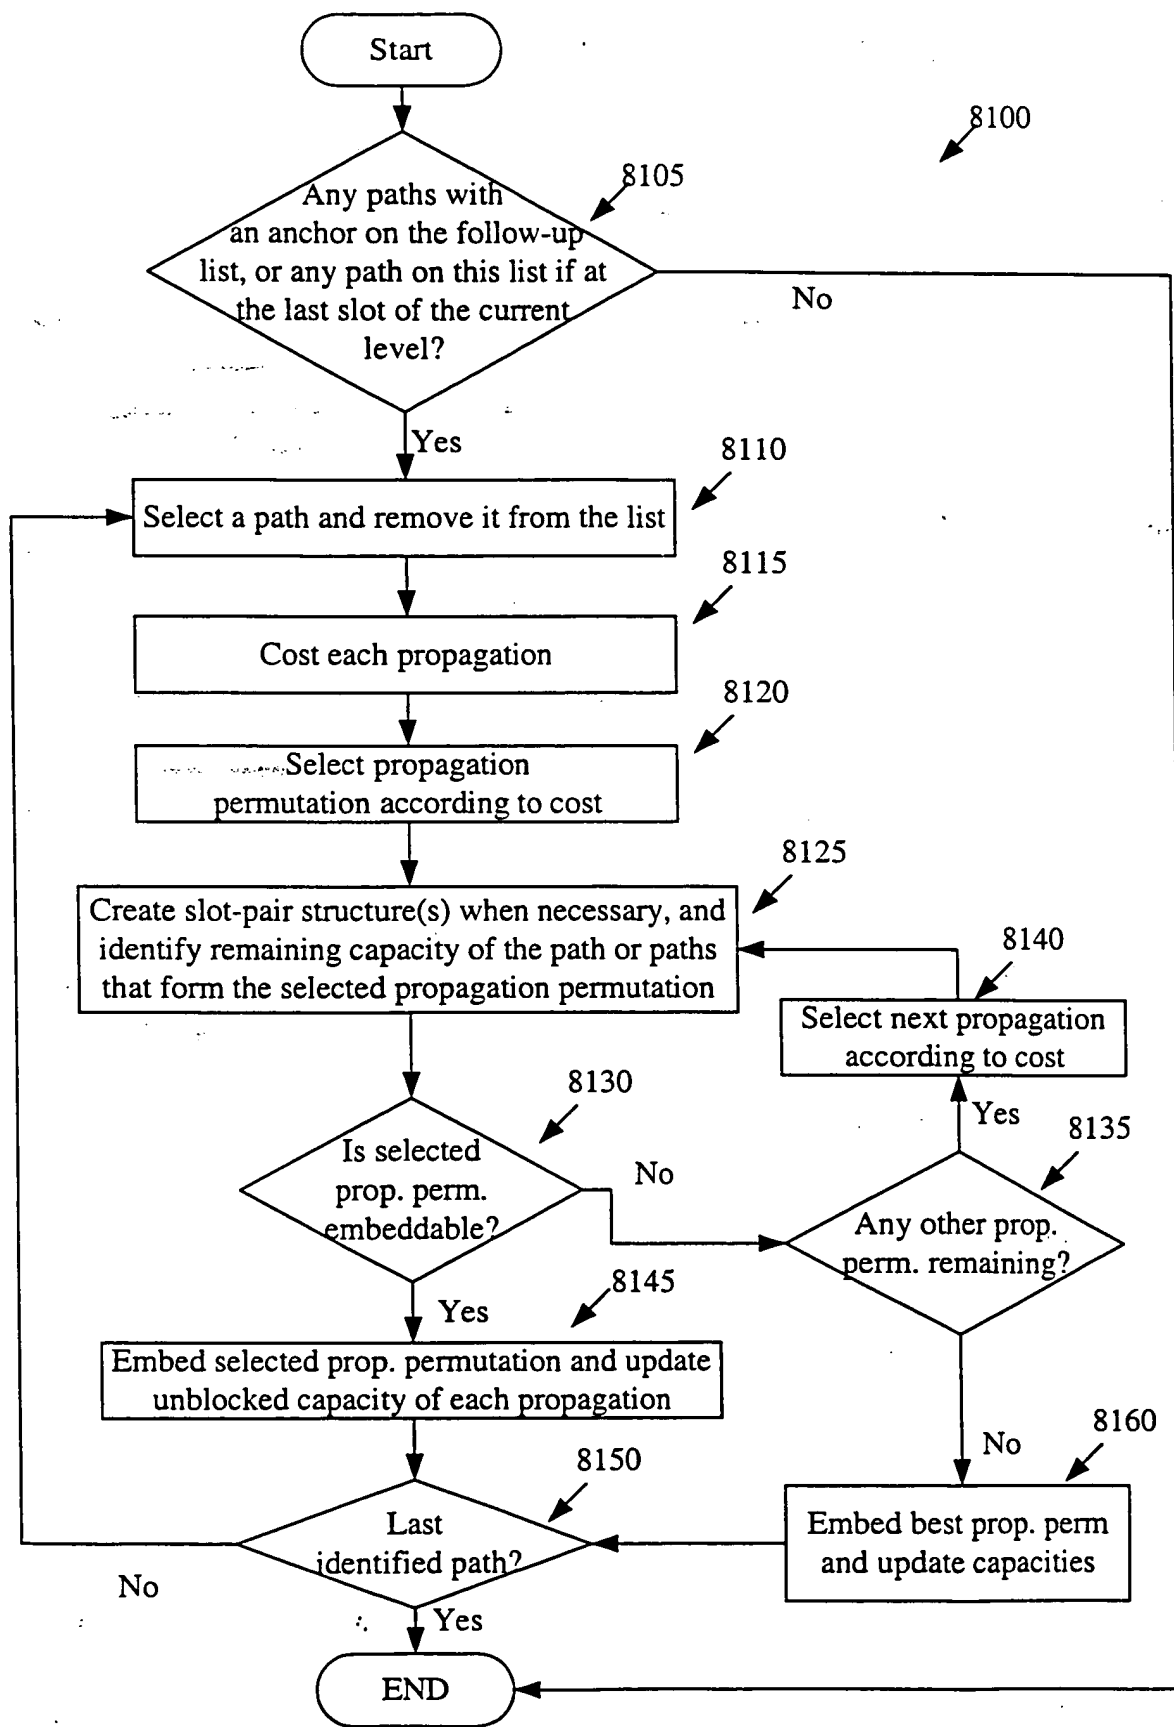 Start
8100
8105
Any paths with
an anchor on the follow-up
list, or any path on this list if at
the last slot of the current
level?
No
Yes
8110
Select a path and remove it from the list
8115
Cost each propagation
8120
Select propagation
permutation according to cost
8125
Create slot-pair structure(s) when necessary, and
identify remaining capacity of the path or paths
that form the selected propagation permutation
8140
Select next propagation
according to cost
8130
Is selected
prop. perm.
embeddable?
No
Yes
8135
Any other prop.
perm. remaining?
Yes
8145
Embed selected prop. permutation and update
unblocked capacity of each propagation
No
8160
Embed best prop. perm
and update capacities
8150
Last
identified path?
No
Yes
END